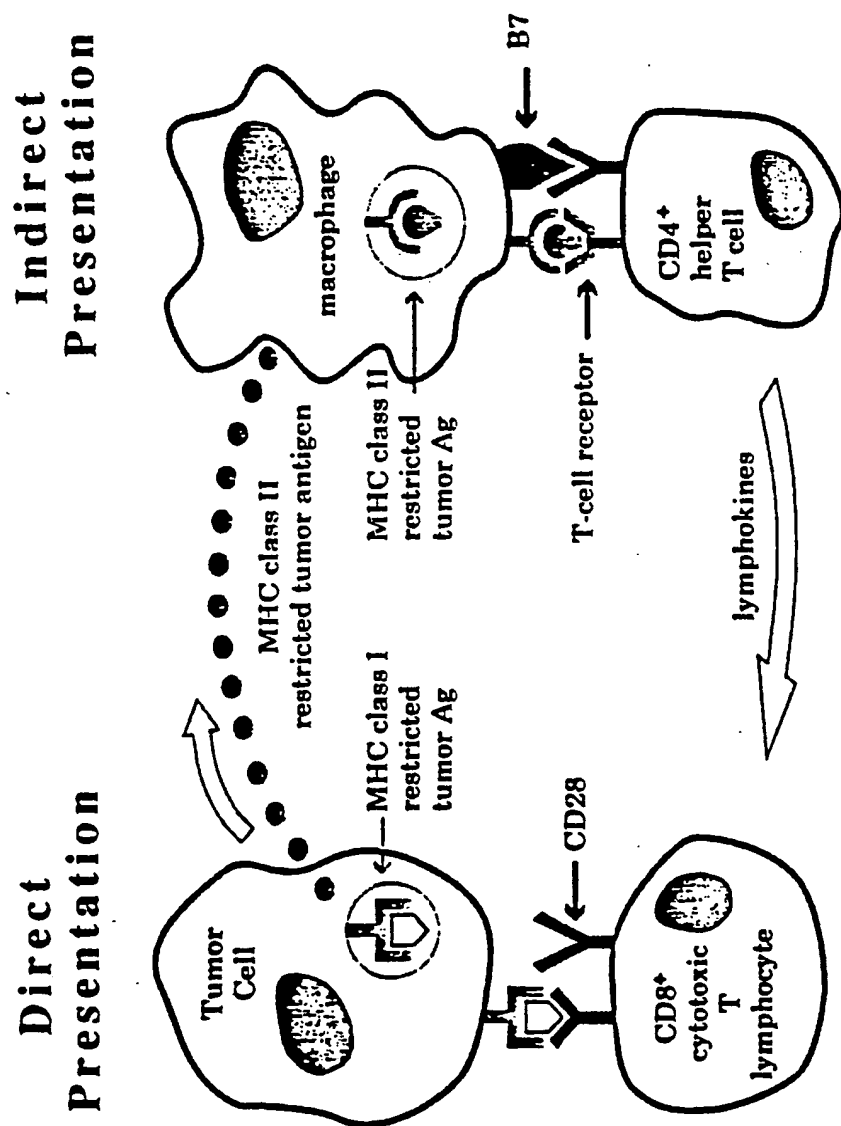 Direct
Presentation
Indirect
Presentation
Tumor
Cell
MHC class I
restricted
tumor Ag
MHC class II
restricted tumor antigen
macrophage
MHC class II
restricted
tumor Ag
B7
T-cell receptor
CD28
CD8+
cytotoxic
T
lymphocyte
CD4+
helper
T cell
lymphokines